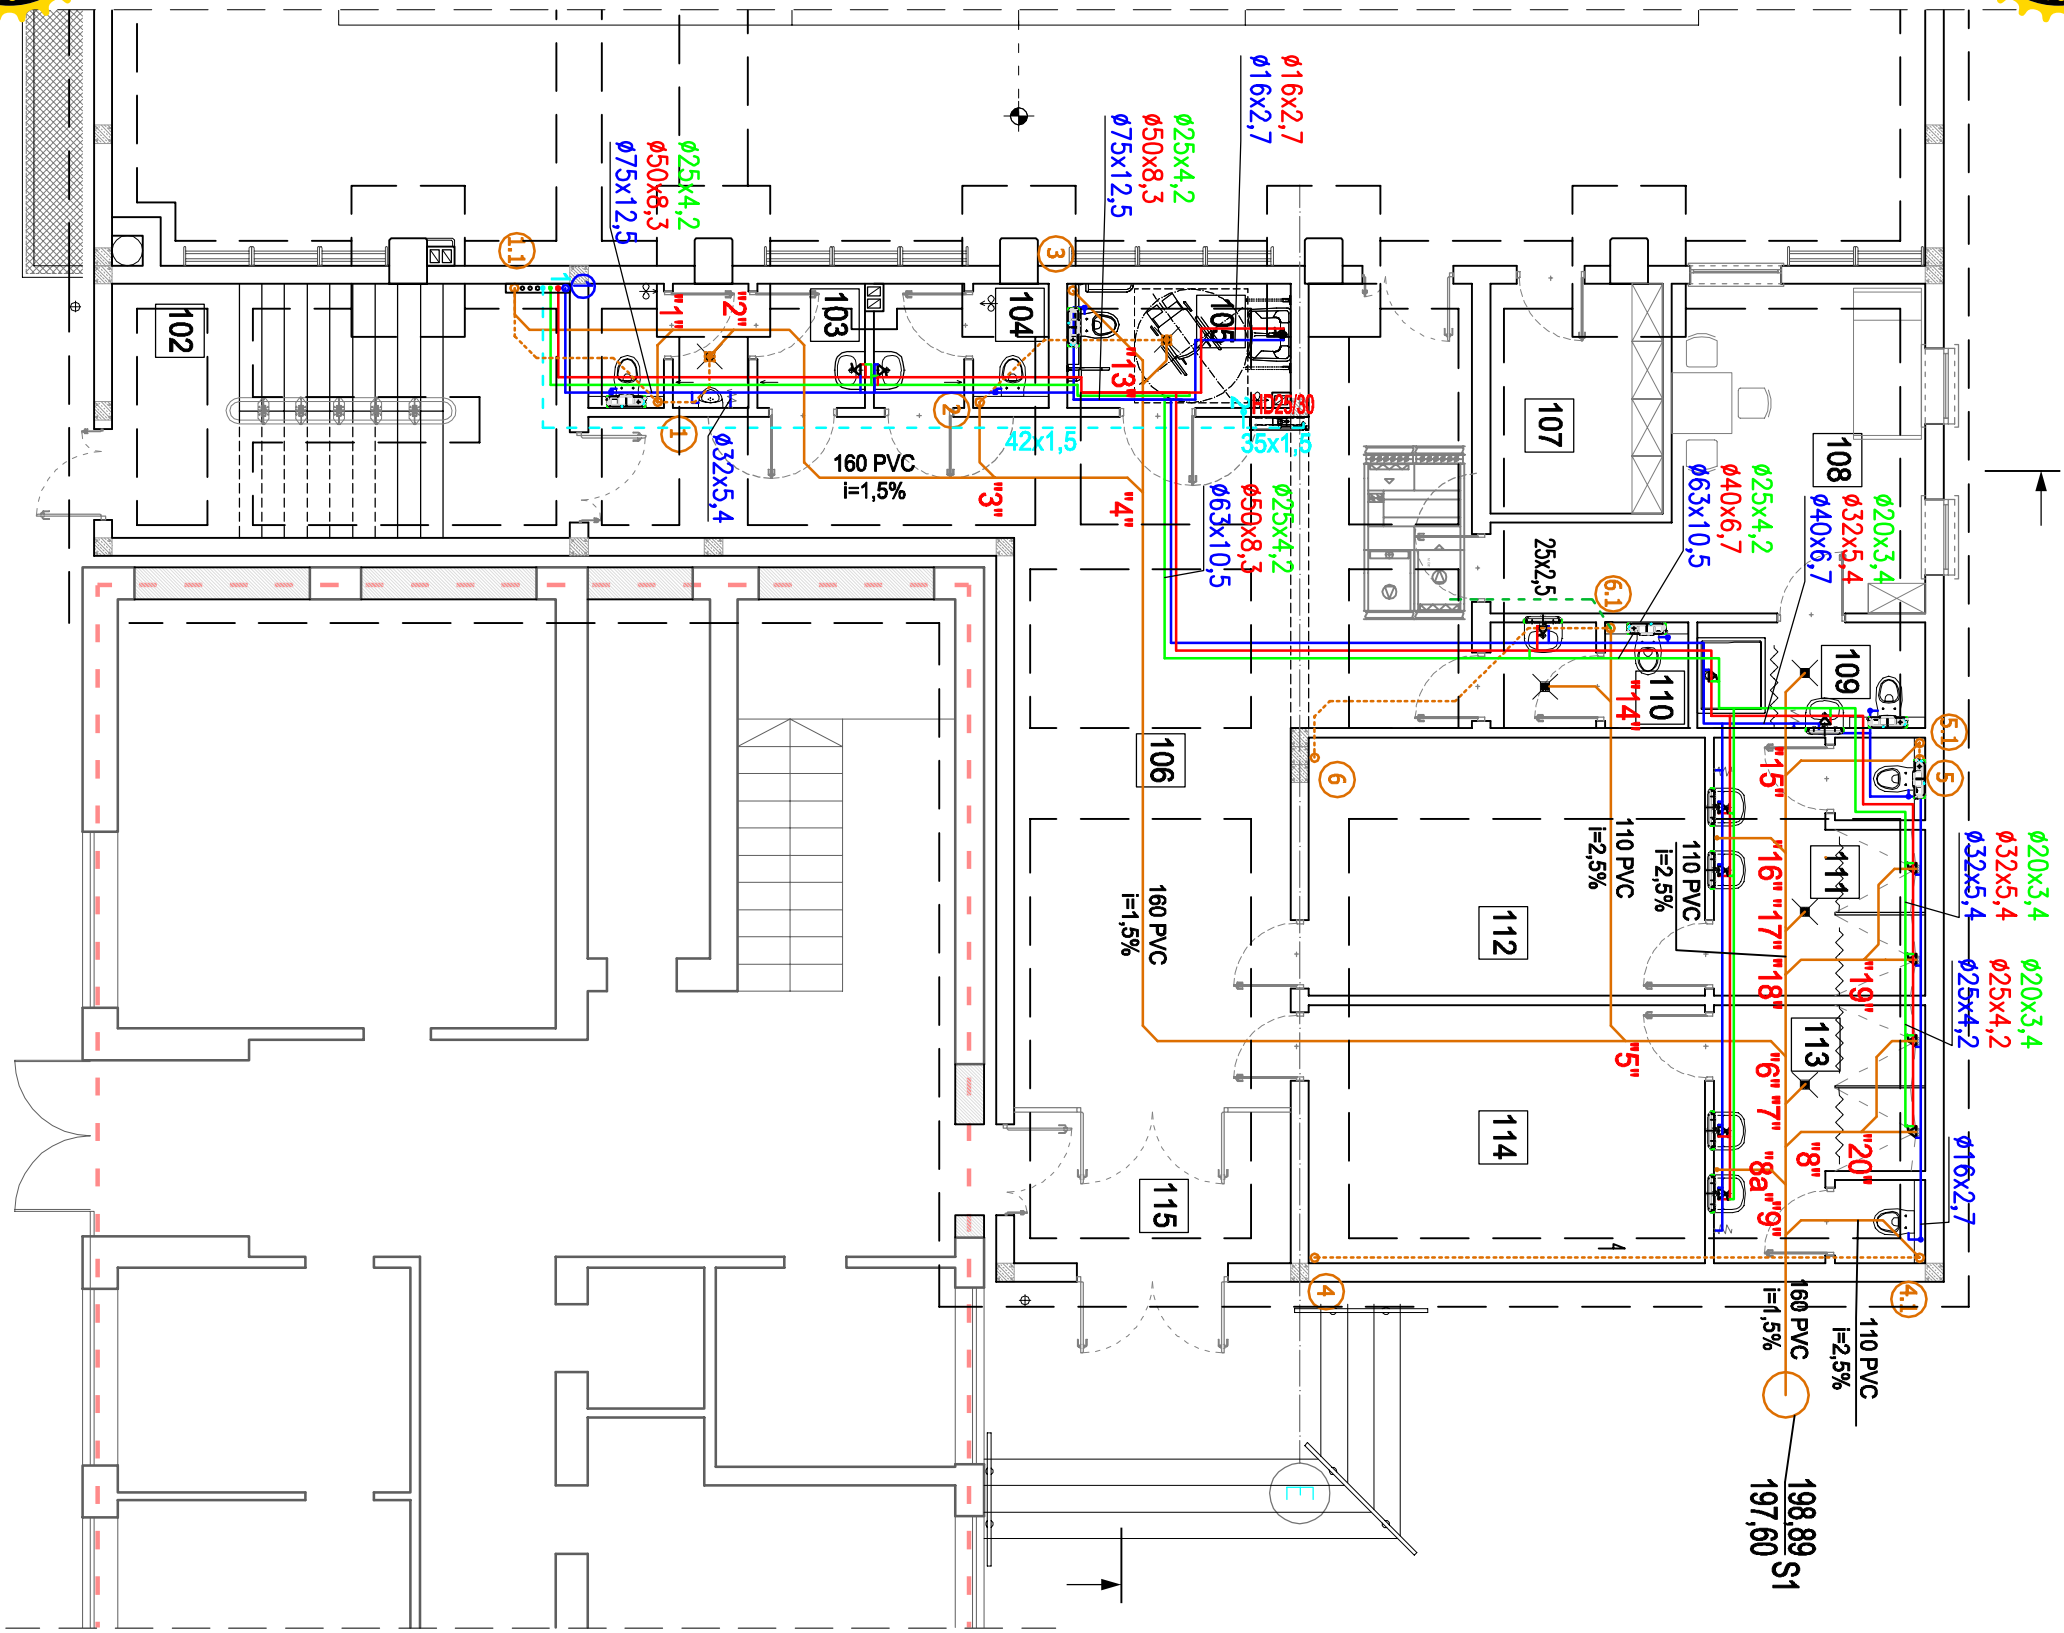 ø16x2,7
ø16x2,7
ø25x4,2
ø50x8,3
ø75x12,5
ø25x4,2
ø50x8,3
ø75x12,5
1.1
3
1
1
102
"1"
"2"
103
104
105
"13"
2
1
2
HD25/30
42x1,5
35x1,5
ø32x5,4
160 PVC
i=1,5%
"3"
"4"
ø25x4,2
ø50x8,3
ø63x10,5
107
108
ø25x4,2
ø40x6,7
ø63x10,5
ø20x3,4
ø32x5,4
ø40x6,7
25x2,5
6.1
109
110
"14"
106
6
5.1
5
"15"
160 PVC
i=1,5%
110 PVC
i=2,5%
110 PVC
i=2,5%
112
111
"16"
"17"
"18"
"19"
ø20x3,4
ø32x5,4
ø32x5,4
ø20x3,4
ø25x4,2
ø25x4,2
113
"5"
"6"
"7"
114
"8a"
"8"
"20"
"9"
ø16x2,7
115
4
4
4.1
160 PVC
i=1,5%
110 PVC
i=2,5%
E
198,89
197,60
S1